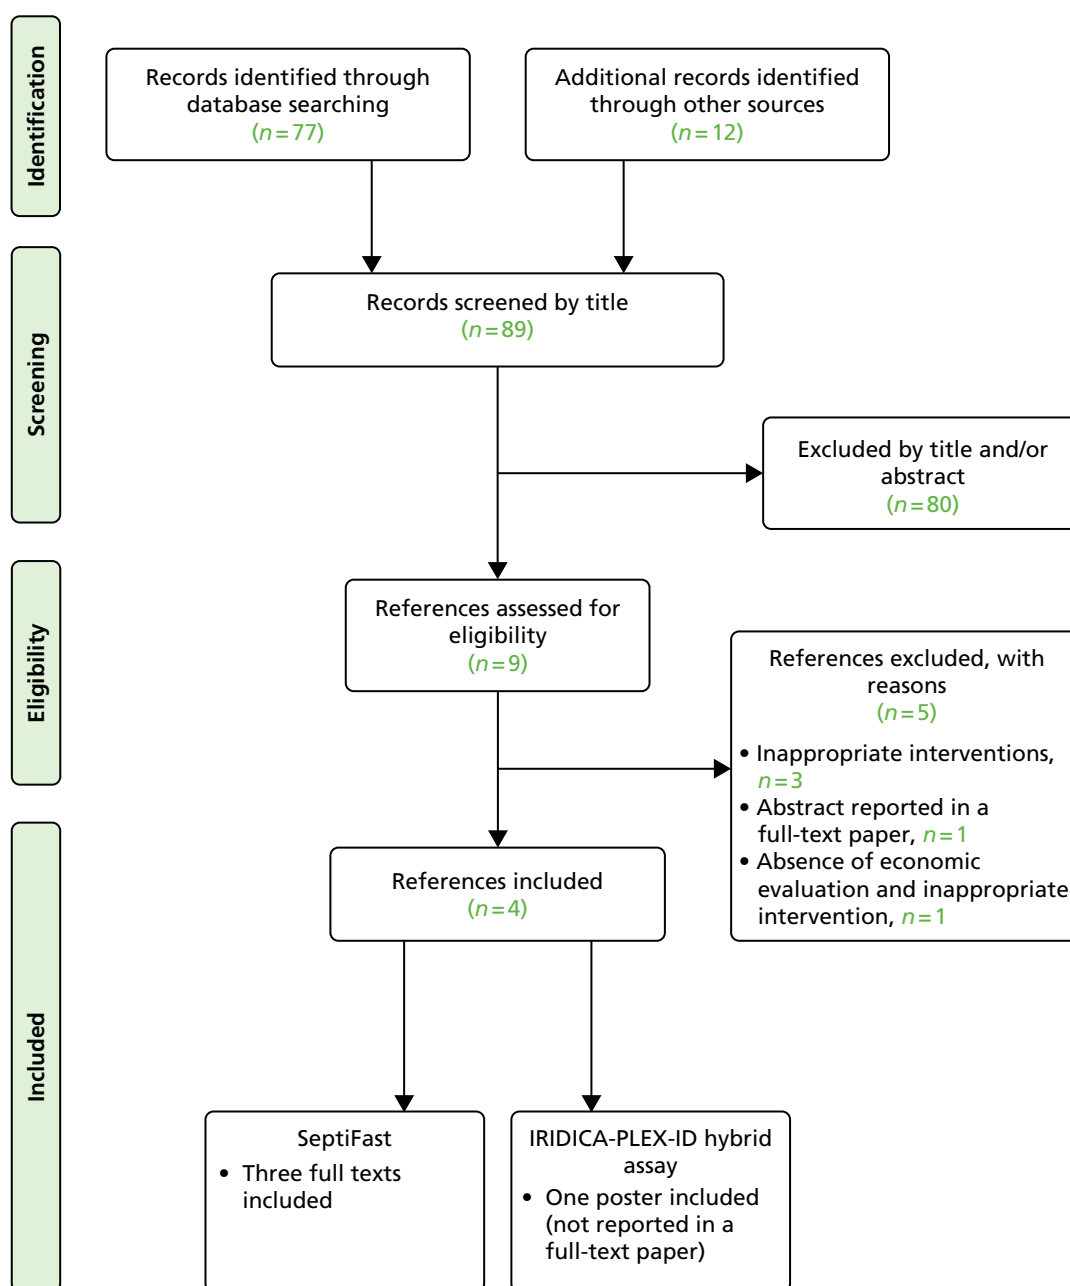 Identification
Records identified through
database searching
(n=77)
Additional records identified
through other sources
(n=12)
Screening
Records screened by title
(n=89)
Excluded by title and/or
abstract
(n=80)
Eligibility
References assessed for
eligibility
(n=9)
References excluded, with
reasons
(n=5)
• Inappropriate interventions,
n=3
• Abstract reported in a
full-text paper, n=1
• Absence of economic
evaluation and inappropriate
intervention, n=1
Included
References included
(n=4)
SeptiFast
• Three full texts
included
IRIDICA-PLEX-ID hybrid
assay
• One poster included
(not reported in a
full-text paper)